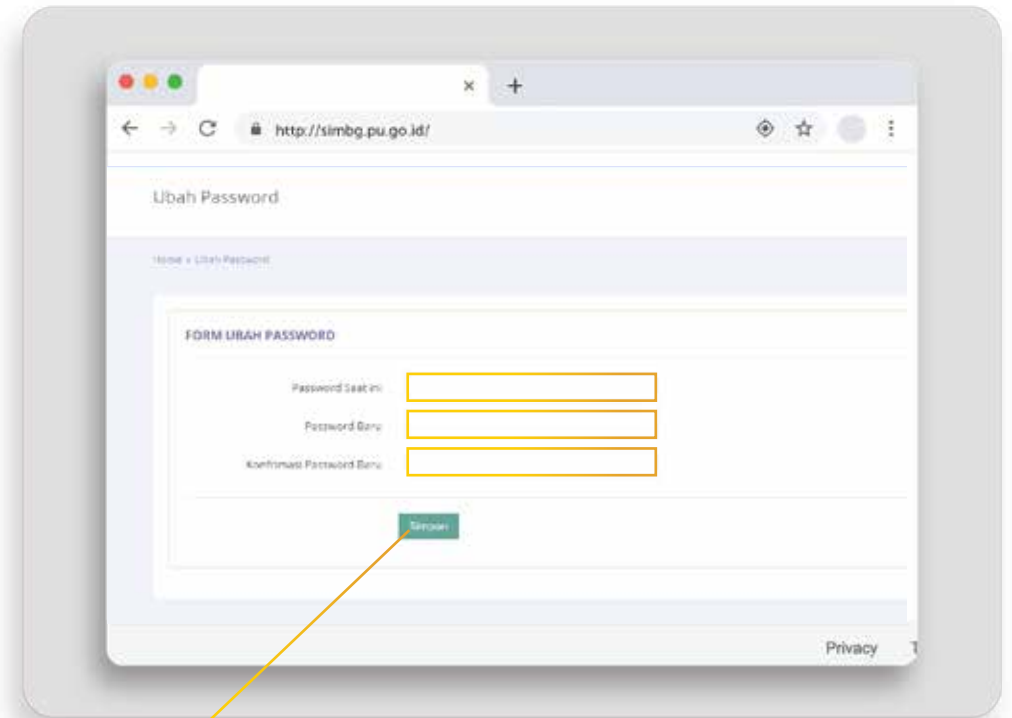 http://simbg.pu.go.id/
Ubah Password
Home » Ubah Password
FORM UBAH PASSWORD
Password Saat ini
Password Baru
Konfirmasi Password Baru
Simpan
Privacy T